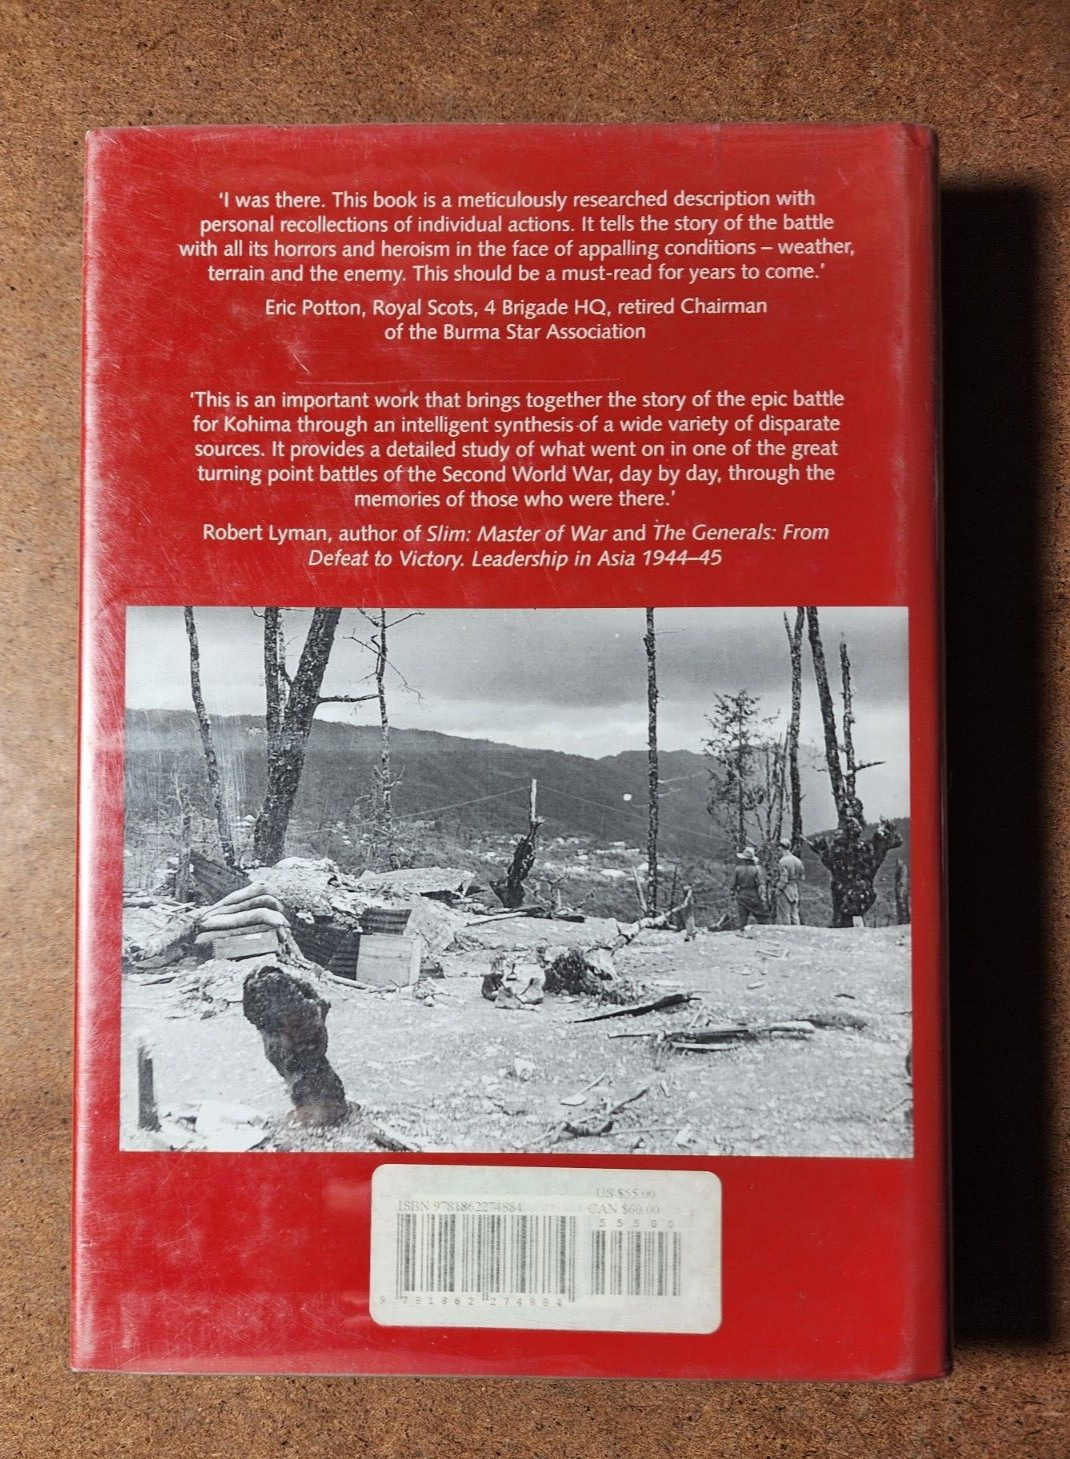 ‘I was there. This book is a meticulously researched description with
personal recollections of individual actions. It tells the story of the battle
with all its horrors and heroism in the face of appalling conditions – weather,
terrain and the enemy. This should be a must-read for years to come.’
Eric Potton, Royal Scots, 4 Brigade HQ, retired Chairman
of the Burma Star Association
‘This is an important work that brings together the story of the epic battle
for Kohima through an intelligent synthesis of a wide variety of disparate
sources. It provides a detailed study of what went on in one of the great
turning point battles of the Second World War, day by day, through the
memories of those who were there.’
Robert Lyman, author of Slim: Master of War and The Generals: From
Defeat to Victory. Leadership in Asia 1944–45
US $55.00
ISBN 9781862274884 CAN $60.00
5 5 5 0 0
9 781862 274884